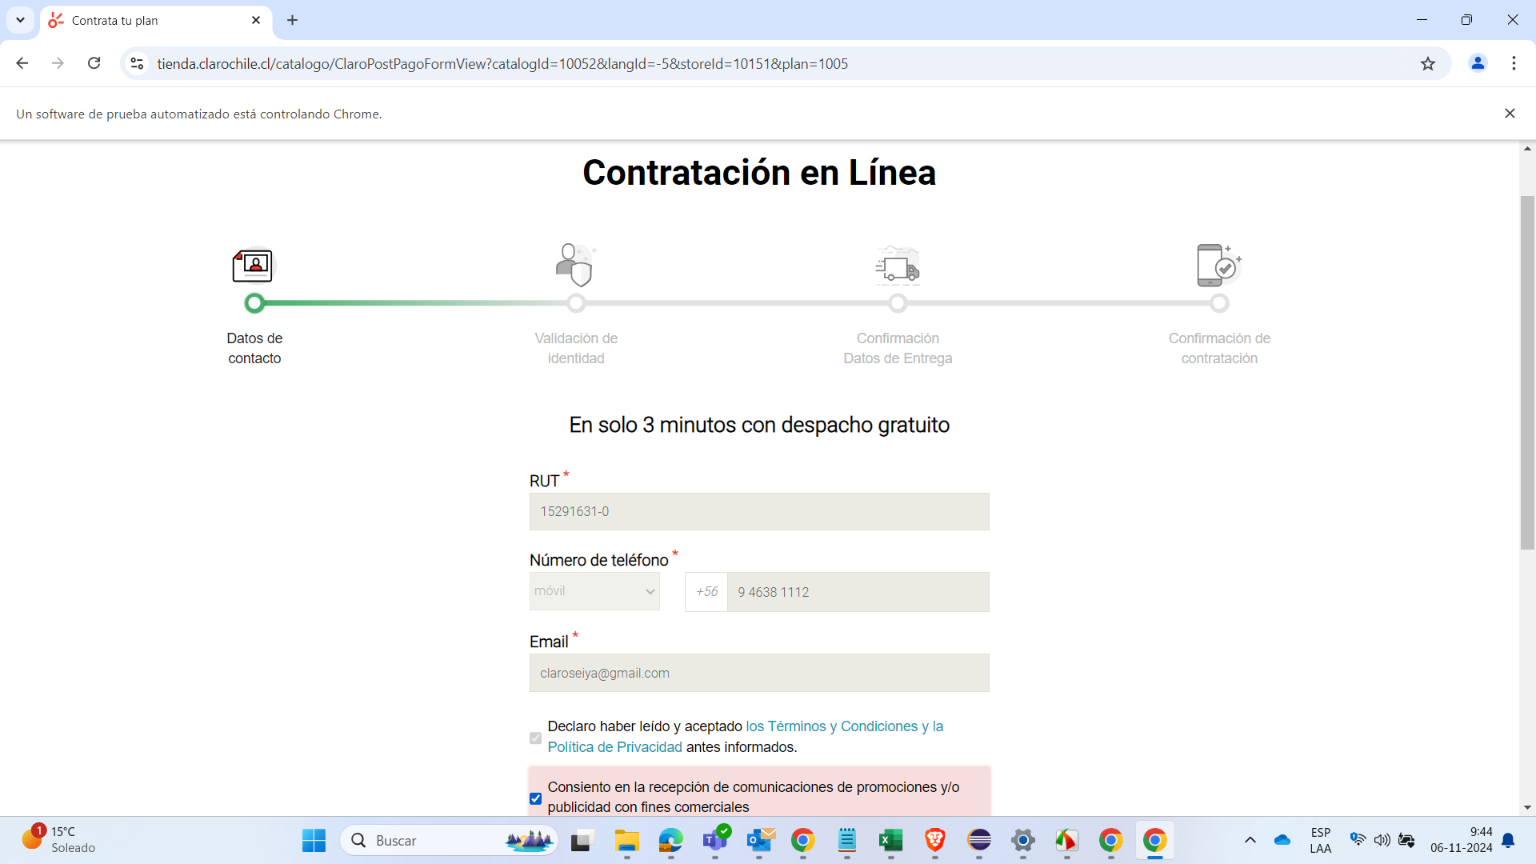 Contrata tu plan
tienda.clarochile.cl/catalogo/ClaroPostPagoFormView?catalogId=10052&langId=-5&storeId=10151&plan=1005
Un software de prueba automatizado está controlando Chrome.
Contratación en Línea
Datos de
contacto
Validación de
identidad
Confirmación
Datos de Entrega
Confirmación de
contratación
En solo 3 minutos con despacho gratuito
RUT *
15291631-0
Número de teléfono *
móvil
+56
9 4638 1112
Email *
claroseiya@gmail.com
Declaro haber leído y aceptado los Términos y Condiciones y la
Política de Privacidad antes informados.
Consiento en la recepción de comunicaciones de promociones y/o
publicidad con fines comerciales
1
15°C
Soleado
Buscar
ESP
LAA
9:44
06-11-2024